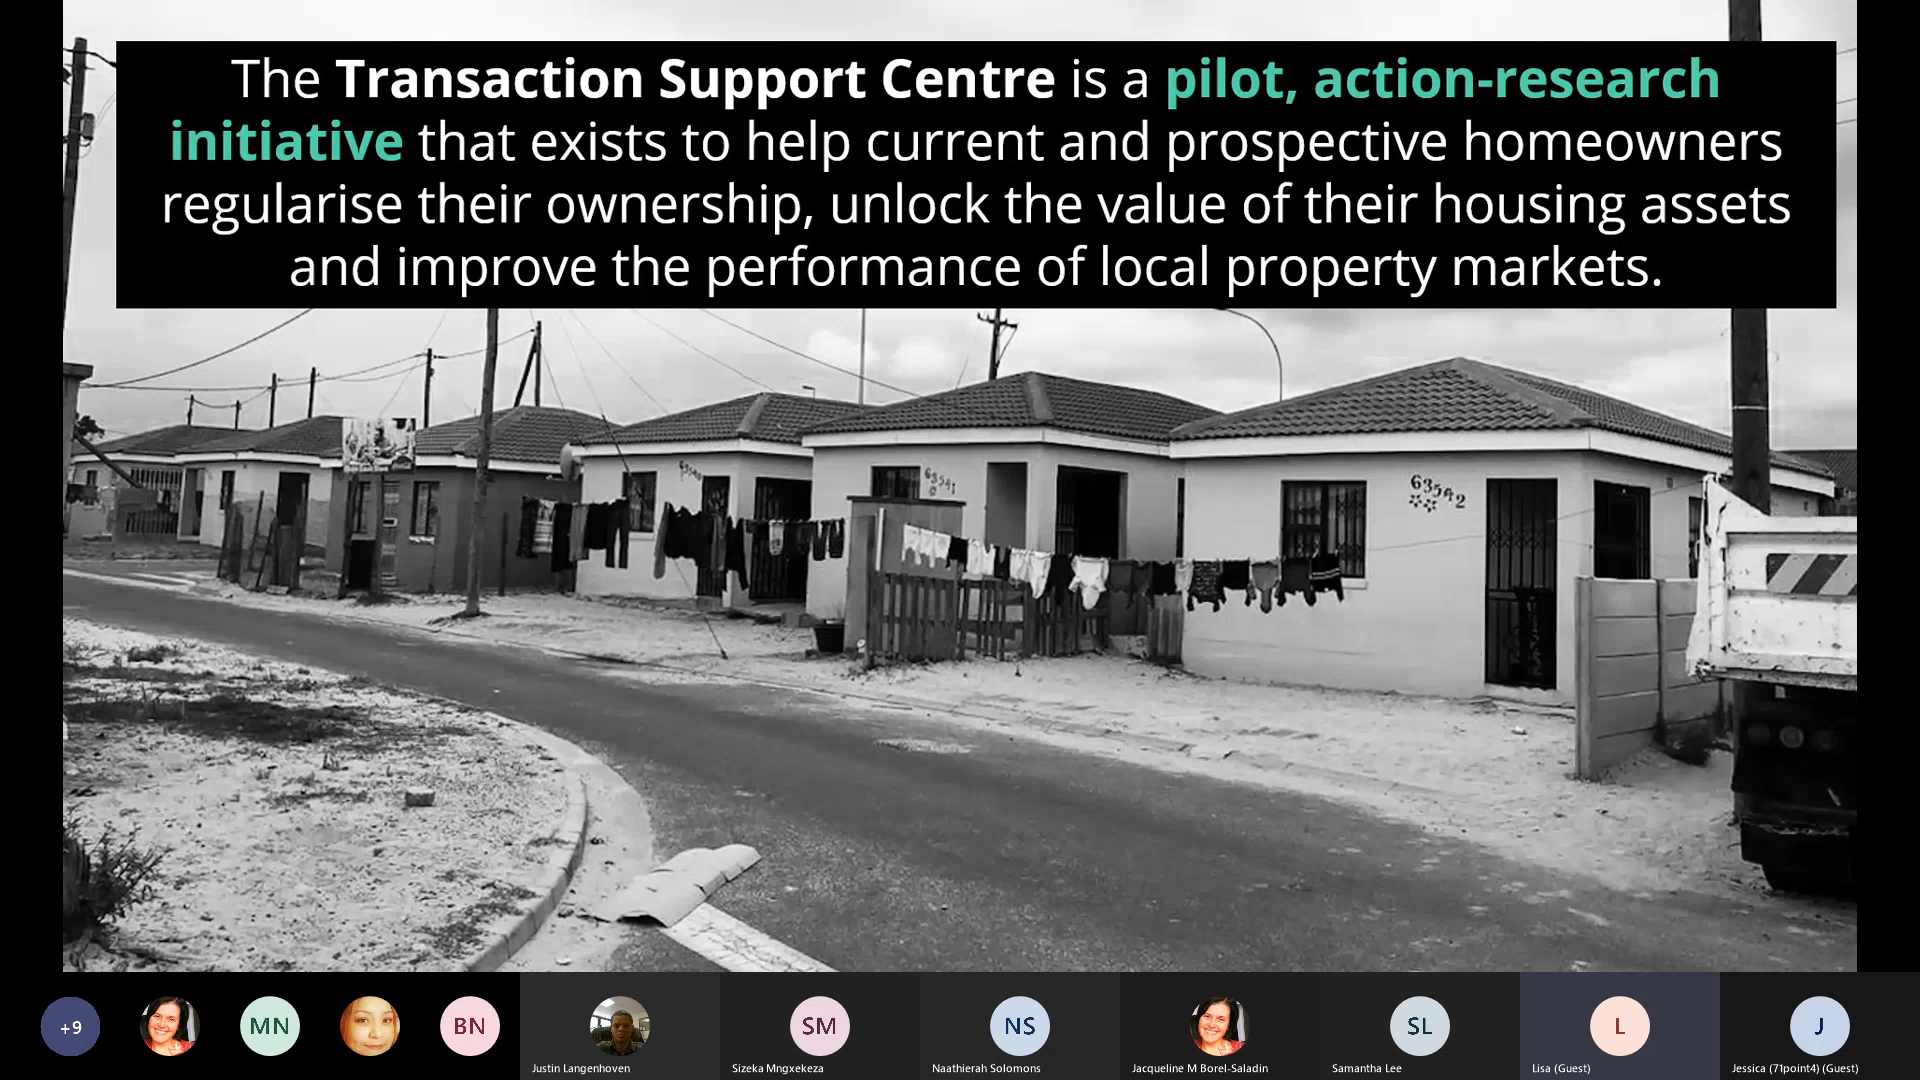 The Transaction Support Centre is a pilot, action-research
initiative that exists to help current and prospective homeowners
regularise their ownership, unlock the value of their housing assets
and improve the performance of local property markets.
63541
63542
+9
MN
BN
SM
NS
SL
L
J
Justin Langenhoven
Sizeka Mngxekeza
Naathierah Solomons
Jacqueline M Borel-Saladin
Samantha Lee
Lisa (Guest)
Jessica (71point4) (Guest)